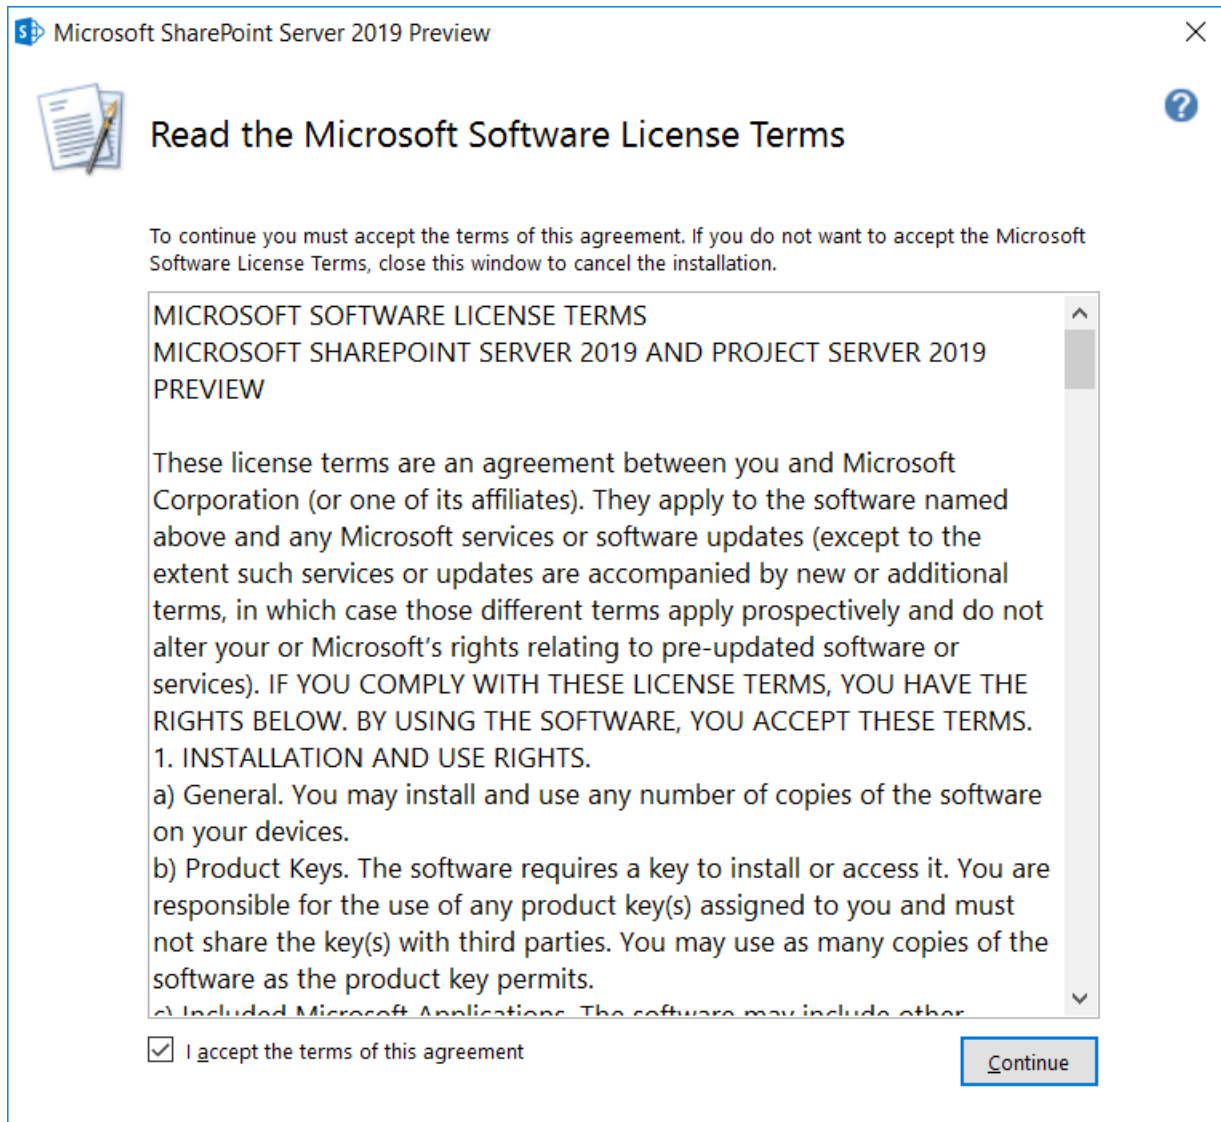 Microsoft SharePoint Server 2019 Preview
Read the Microsoft Software License Terms
To continue you must accept the terms of this agreement. If you do not want to accept the Microsoft
Software License Terms, close this window to cancel the installation.
MICROSOFT SOFTWARE LICENSE TERMS
MICROSOFT SHAREPOINT SERVER 2019 AND PROJECT SERVER 2019
PREVIEW
These license terms are an agreement between you and Microsoft
Corporation (or one of its affiliates). They apply to the software named
above and any Microsoft services or software updates (except to the
extent such services or updates are accompanied by new or additional
terms, in which case those different terms apply prospectively and do not
alter your or Microsoft’s rights relating to pre-updated software or
services). IF YOU COMPLY WITH THESE LICENSE TERMS, YOU HAVE THE
RIGHTS BELOW. BY USING THE SOFTWARE, YOU ACCEPT THESE TERMS.
1. INSTALLATION AND USE RIGHTS.
a) General. You may install and use any number of copies of the software
on your devices.
b) Product Keys. The software requires a key to install or access it. You are
responsible for the use of any product key(s) assigned to you and must
not share the key(s) with third parties. You may use as many copies of the
software as the product key permits.
c) Included Microsoft Applications. The software may include other
I accept the terms of this agreement
Continue